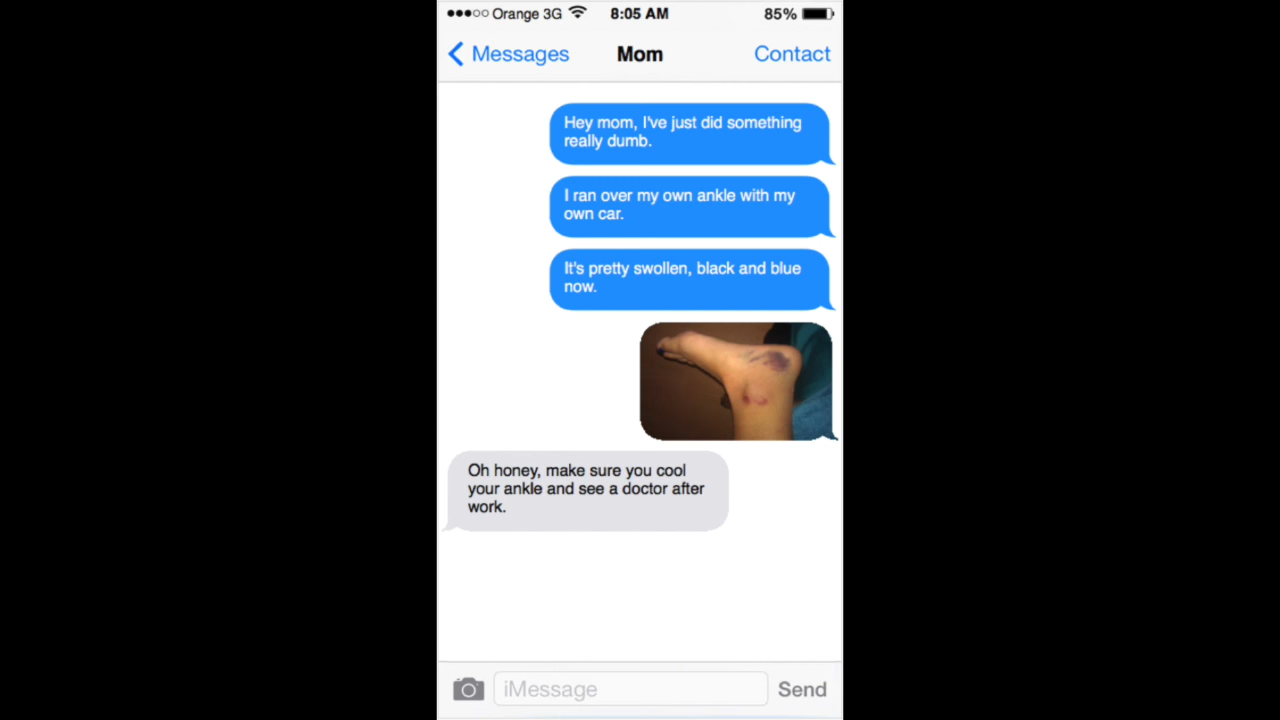 Orange 3G 8:05 AM 85%
Messages Mom Contact
Hey mom, I've just did something
really dumb.
I ran over my own ankle with my
own car.
It's pretty swollen, black and blue
now.
Oh honey, make sure you cool
your ankle and see a doctor after
work.
iMessage Send